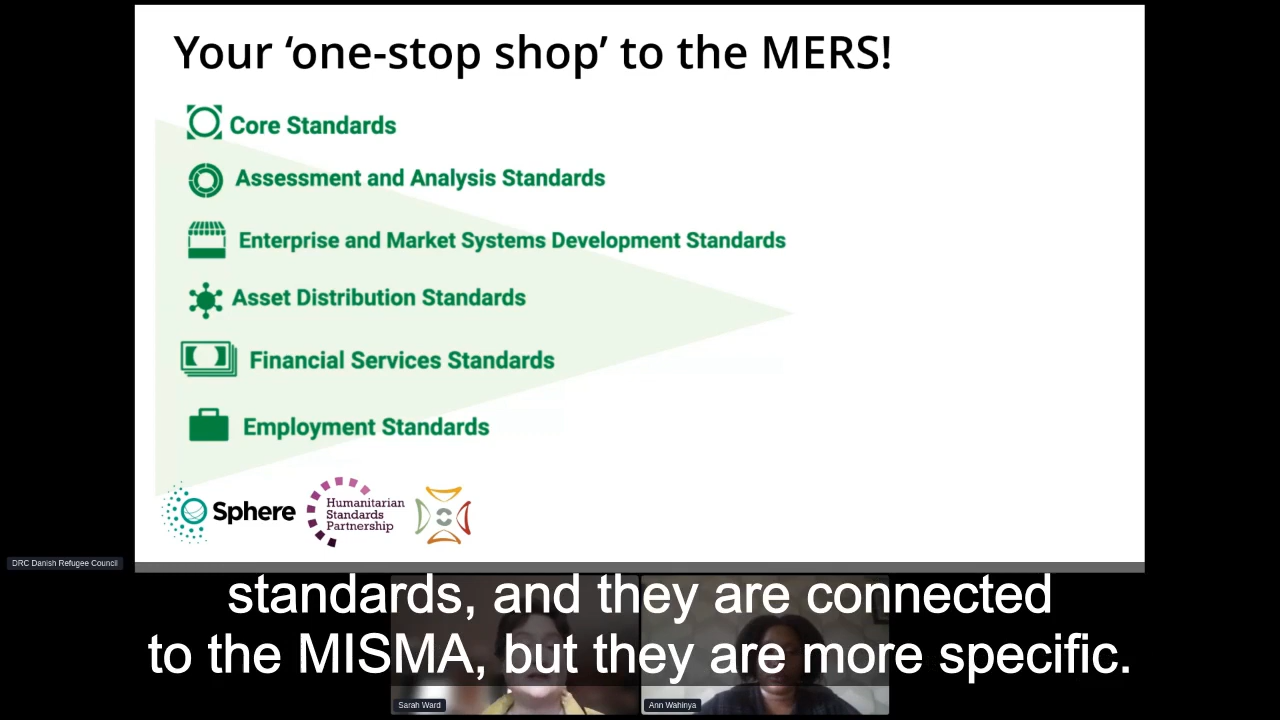 Your ‘one-stop shop’ to the MERS!
Core Standards
Assessment and Analysis Standards
Enterprise and Market Systems Development Standards
Asset Distribution Standards
Financial Services Standards
Employment Standards
Sphere
Humanitarian
Standards
Partnership
DRC Danish Refugee Council
standards, and they are connected
to the MISMA, but they are more specific.
Sarah Ward
Ann Wahinya